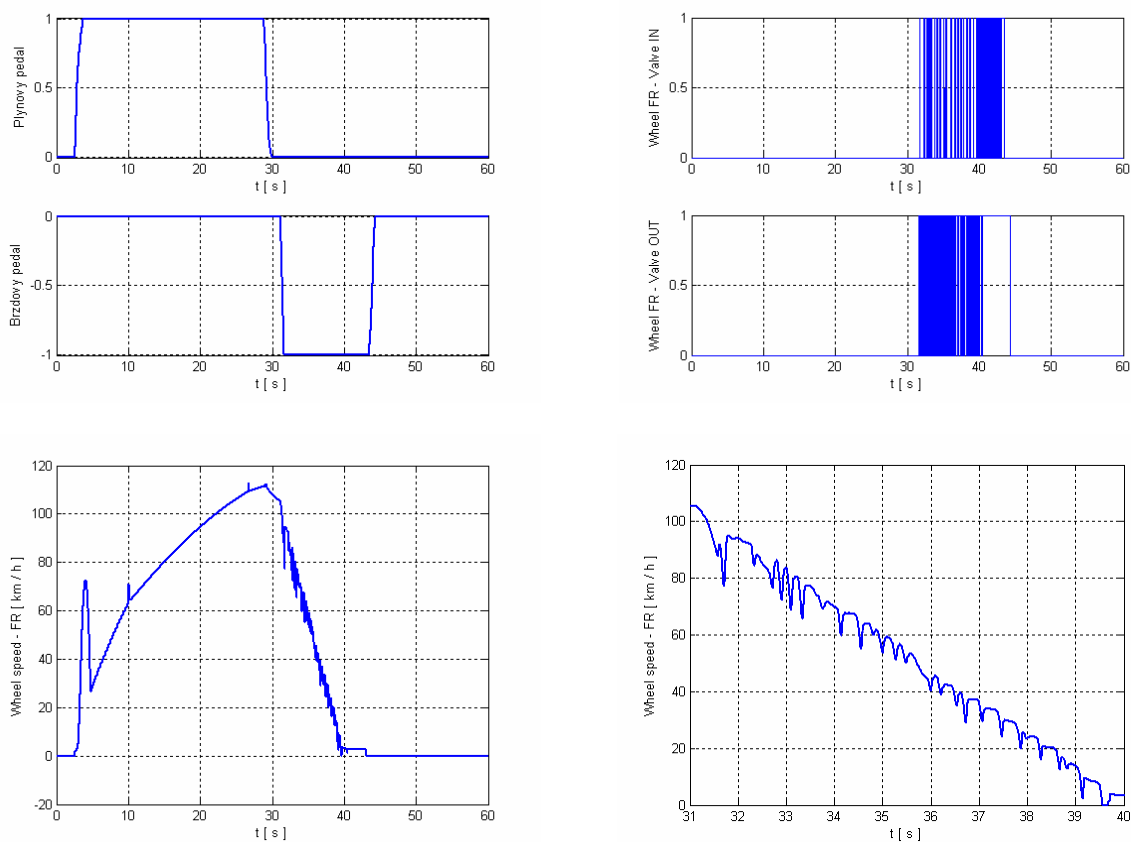 Plynovy pedal
1
0.5
0
0 10 20 30 40 50 60
t [ s ]
Wheel FR - Valve IN
1
0.5
0
0 10 20 30 40 50 60
t [ s ]
Brzdovy pedal
0
-0.5
-1
0 10 20 30 40 50 60
t [ s ]
Wheel FR - Valve OUT
1
0.5
0
0 10 20 30 40 50 60
t [ s ]
Wheel speed - FR [ km / h ]
120
100
80
60
40
20
0
-20
0 10 20 30 40 50 60
t [ s ]
Wheel speed - FR [ km / h ]
120
100
80
60
40
20
0
31 32 33 34 35 36 37 38 39 40
t [ s ]